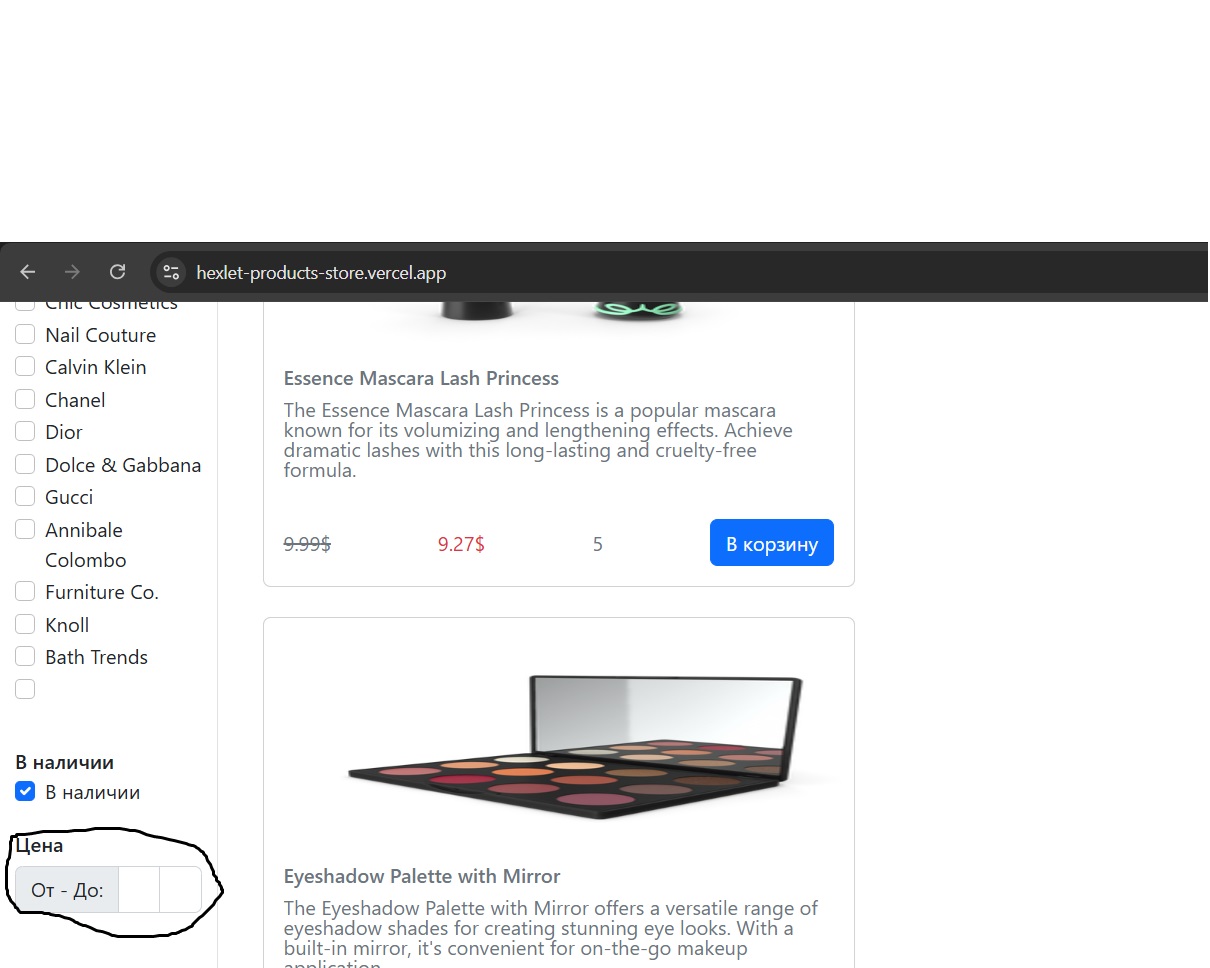 hexlet-products-store.vercel.app
Chic Cosmetics
Nail Couture
Calvin Klein
Chanel
Dior
Dolce & Gabbana
Gucci
Annibale
Colombo
Furniture Co.
Knoll
Bath Trends
В наличии
В наличии
Цена
От - До:
Essence Mascara Lash Princess
The Essence Mascara Lash Princess is a popular mascara
known for its volumizing and lengthening effects. Achieve
dramatic lashes with this long-lasting and cruelty-free
formula.
9.99$ 9.27$ 5 В корзину
Eyeshadow Palette with Mirror
The Eyeshadow Palette with Mirror offers a versatile range of
eyeshadow shades for creating stunning eye looks. With a
built-in mirror, it's convenient for on-the-go makeup
application.